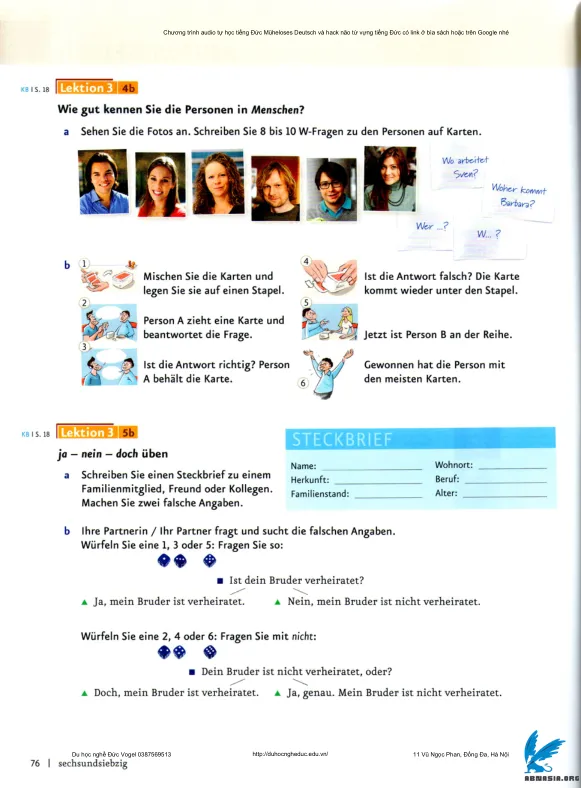 Chương trình audio tự học tiếng Đức Müheloses Deutsch và hack não từ vựng tiếng Đức có link ở bìa sách hoặc trên Google nhé
KB I S. 18 Lektion 3 4b
Wie gut kennen Sie die Personen in Menschen?
a Sehen Sie die Fotos an. Schreiben Sie 8 bis 10 W-Fragen zu den Personen auf Karten.
Wo arbeitet
Sven?
Woher kommt
Barbara?
Wer ...?
W... ?
b
1
Mischen Sie die Karten und
legen Sie sie auf einen Stapel.
2
Person A zieht eine Karte und
beantwortet die Frage.
3
Ist die Antwort richtig? Person
A behält die Karte.
4
Ist die Antwort falsch? Die Karte
kommt wieder unter den Stapel.
5
Jetzt ist Person B an der Reihe.
6
Gewonnen hat die Person mit
den meisten Karten.
KB I S. 18 Lektion 3 5b
ja – nein – doch üben
a Schreiben Sie einen Steckbrief zu einem
Familienmitglied, Freund oder Kollegen.
Machen Sie zwei falsche Angaben.
STECKBRIEF
Name: Wohnort:
Herkunft: Beruf:
Familienstand: Alter:
b Ihre Partnerin / Ihr Partner fragt und sucht die falschen Angaben.
Würfeln Sie eine 1, 3 oder 5: Fragen Sie so:
■ Ist dein Bruder verheiratet?
▲ Ja, mein Bruder ist verheiratet. ▲ Nein, mein Bruder ist nicht verheiratet.
Würfeln Sie eine 2, 4 oder 6: Fragen Sie mit nicht:
■ Dein Bruder ist nicht verheiratet, oder?
▲ Doch, mein Bruder ist verheiratet. ▲ Ja, genau. Mein Bruder ist nicht verheiratet.
Du học nghề Đức Vogel 0387569513 http://duhocngheduc.edu.vn/ 11 Vũ Ngọc Phan, Đống Đa, Hà Nội
76 | sechsundsiebzig
ABMNASIA.ORG